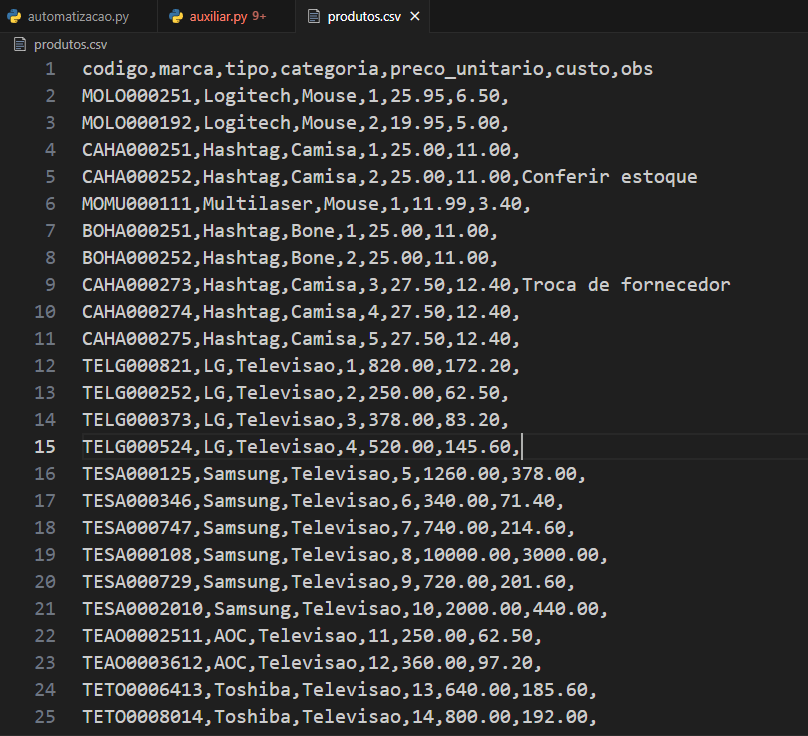 automatizacao.py auxiliar.py 9+ produtos.csv
produtos.csv
1 codigo,marca,tipo,categoria,preco_unitario,custo,obs
2 MOLO000251,Logitech,Mouse,1,25.95,6.50,
3 MOLO000192,Logitech,Mouse,2,19.95,5.00,
4 CAHA000251,Hashtag,Camisa,1,25.00,11.00,
5 CAHA000252,Hashtag,Camisa,2,25.00,11.00,Conferir estoque
6 MOMU000111,Multilaser,Mouse,1,11.99,3.40,
7 BOHA000251,Hashtag,Bone,1,25.00,11.00,
8 BOHA000252,Hashtag,Bone,2,25.00,11.00,
9 CAHA000273,Hashtag,Camisa,3,27.50,12.40,Troca de fornecedor
10 CAHA000274,Hashtag,Camisa,4,27.50,12.40,
11 CAHA000275,Hashtag,Camisa,5,27.50,12.40,
12 TELG000821,LG,Televisao,1,820.00,172.20,
13 TELG000252,LG,Televisao,2,250.00,62.50,
14 TELG000373,LG,Televisao,3,378.00,83.20,
15 TELG000524,LG,Televisao,4,520.00,145.60,
16 TESA000125,Samsung,Televisao,5,1260.00,378.00,
17 TESA000346,Samsung,Televisao,6,340.00,71.40,
18 TESA000747,Samsung,Televisao,7,740.00,214.60,
19 TESA000108,Samsung,Televisao,8,10000.00,3000.00,
20 TESA000729,Samsung,Televisao,9,720.00,201.60,
21 TESA0002010,Samsung,Televisao,10,2000.00,440.00,
22 TEAO0002511,AOC,Televisao,11,250.00,62.50,
23 TEAO0003612,AOC,Televisao,12,360.00,97.20,
24 TETO0006413,Toshiba,Televisao,13,640.00,185.60,
25 TETO0008014,Toshiba,Televisao,14,800.00,192.00,